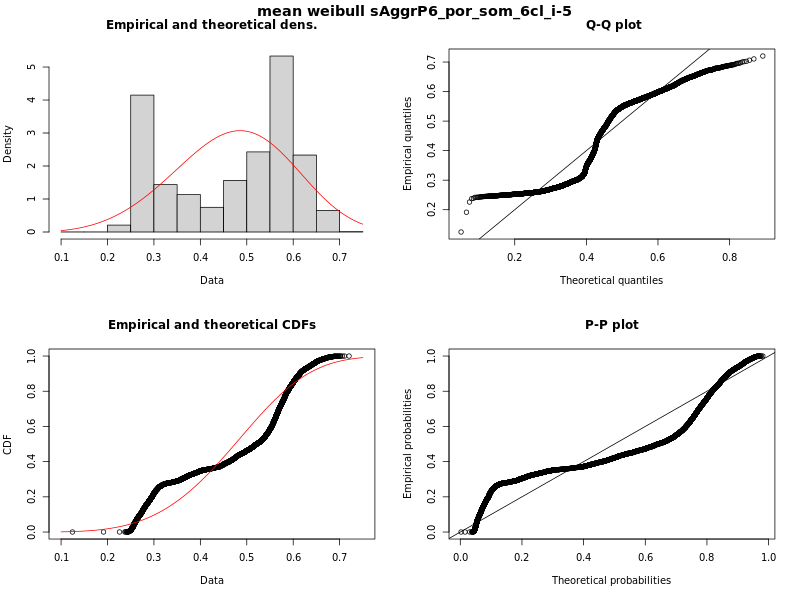 mean weibull sAggrP6_por_som_6cl_i-5
Empirical and theoretical dens.
Density
0 1 2 3 4 5
0.1 0.2 0.3 0.4 0.5 0.6 0.7
Data
Q-Q plot
Empirical quantiles
0.2 0.3 0.4 0.5 0.6 0.7
0.2 0.4 0.6 0.8
Theoretical quantiles
Empirical and theoretical CDFs
CDF
0.0 0.2 0.4 0.6 0.8 1.0
0.1 0.2 0.3 0.4 0.5 0.6 0.7
Data
P-P plot
Empirical probabilities
0.0 0.2 0.4 0.6 0.8 1.0
0.0 0.2 0.4 0.6 0.8 1.0
Theoretical probabilities